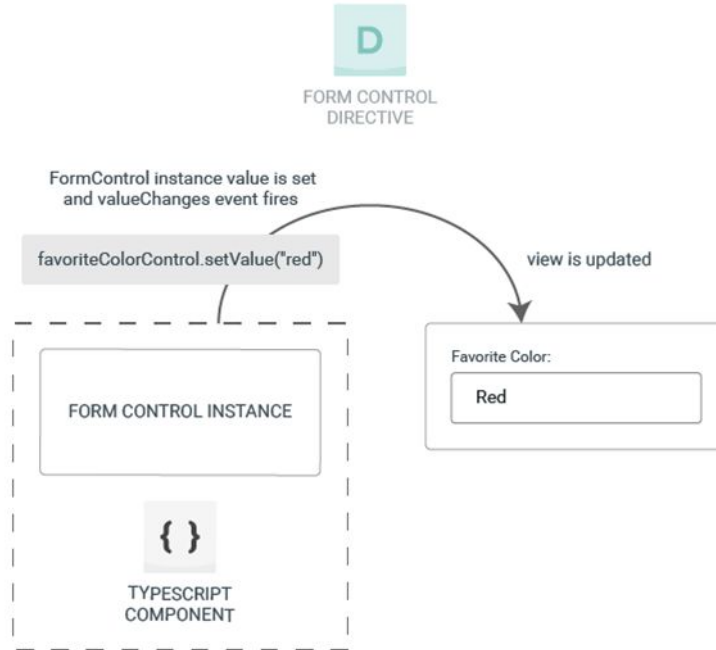 D
FORM CONTROL
DIRECTIVE
FormControl instance value is set
and valueChanges event fires
favoriteColorControl.setValue("red")
view is updated
FORM CONTROL INSTANCE
Favorite Color:
Red
{ }
TYPESCRIPT
COMPONENT